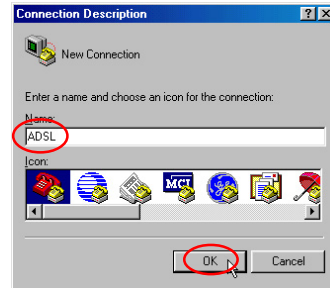 Connection Description
New Connection
Enter a name and choose an icon for the connection:
Name:
ADSL
Icon:
MCI
OK
Cancel